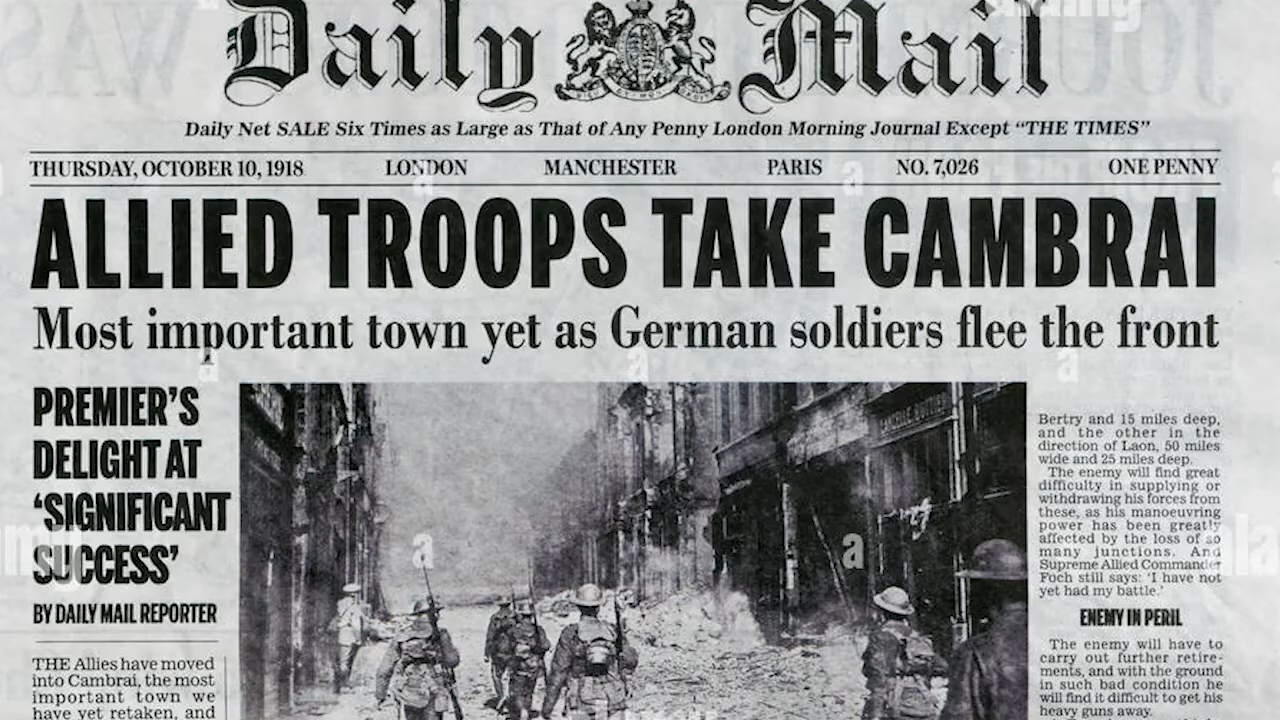 Daily Mail
Daily Net SALE Six Times as Large as That of Any Penny London Morning Journal Except “THE TIMES”
THURSDAY, OCTOBER 10, 1918 LONDON MANCHESTER PARIS NO. 7,026 ONE PENNY
ALLIED TROOPS TAKE CAMBRAI
Most important town yet as German soldiers flee the front
PREMIER’S
DELIGHT AT
‘SIGNIFICANT
SUCCESS’
BY DAILY MAIL REPORTER
THE Allies have moved
into Cambrai, the most
important town we
have yet retaken, and
Bertry and 15 miles deep,
and the other in the
direction of Laon, 50 miles
wide and 25 miles deep.
The enemy will find great
difficulty in supplying or
withdrawing his forces from
these, as his manoeuvring
power has been greatly
affected by the loss of so
many junctions. And
Supreme Allied Commander
Foch still says: ‘I have not
yet had my battle.’
ENEMY IN PERIL
The enemy will have to
carry out further retire-
ments, and with the ground
in such bad condition he
will find it difficult to get his
heavy guns away.